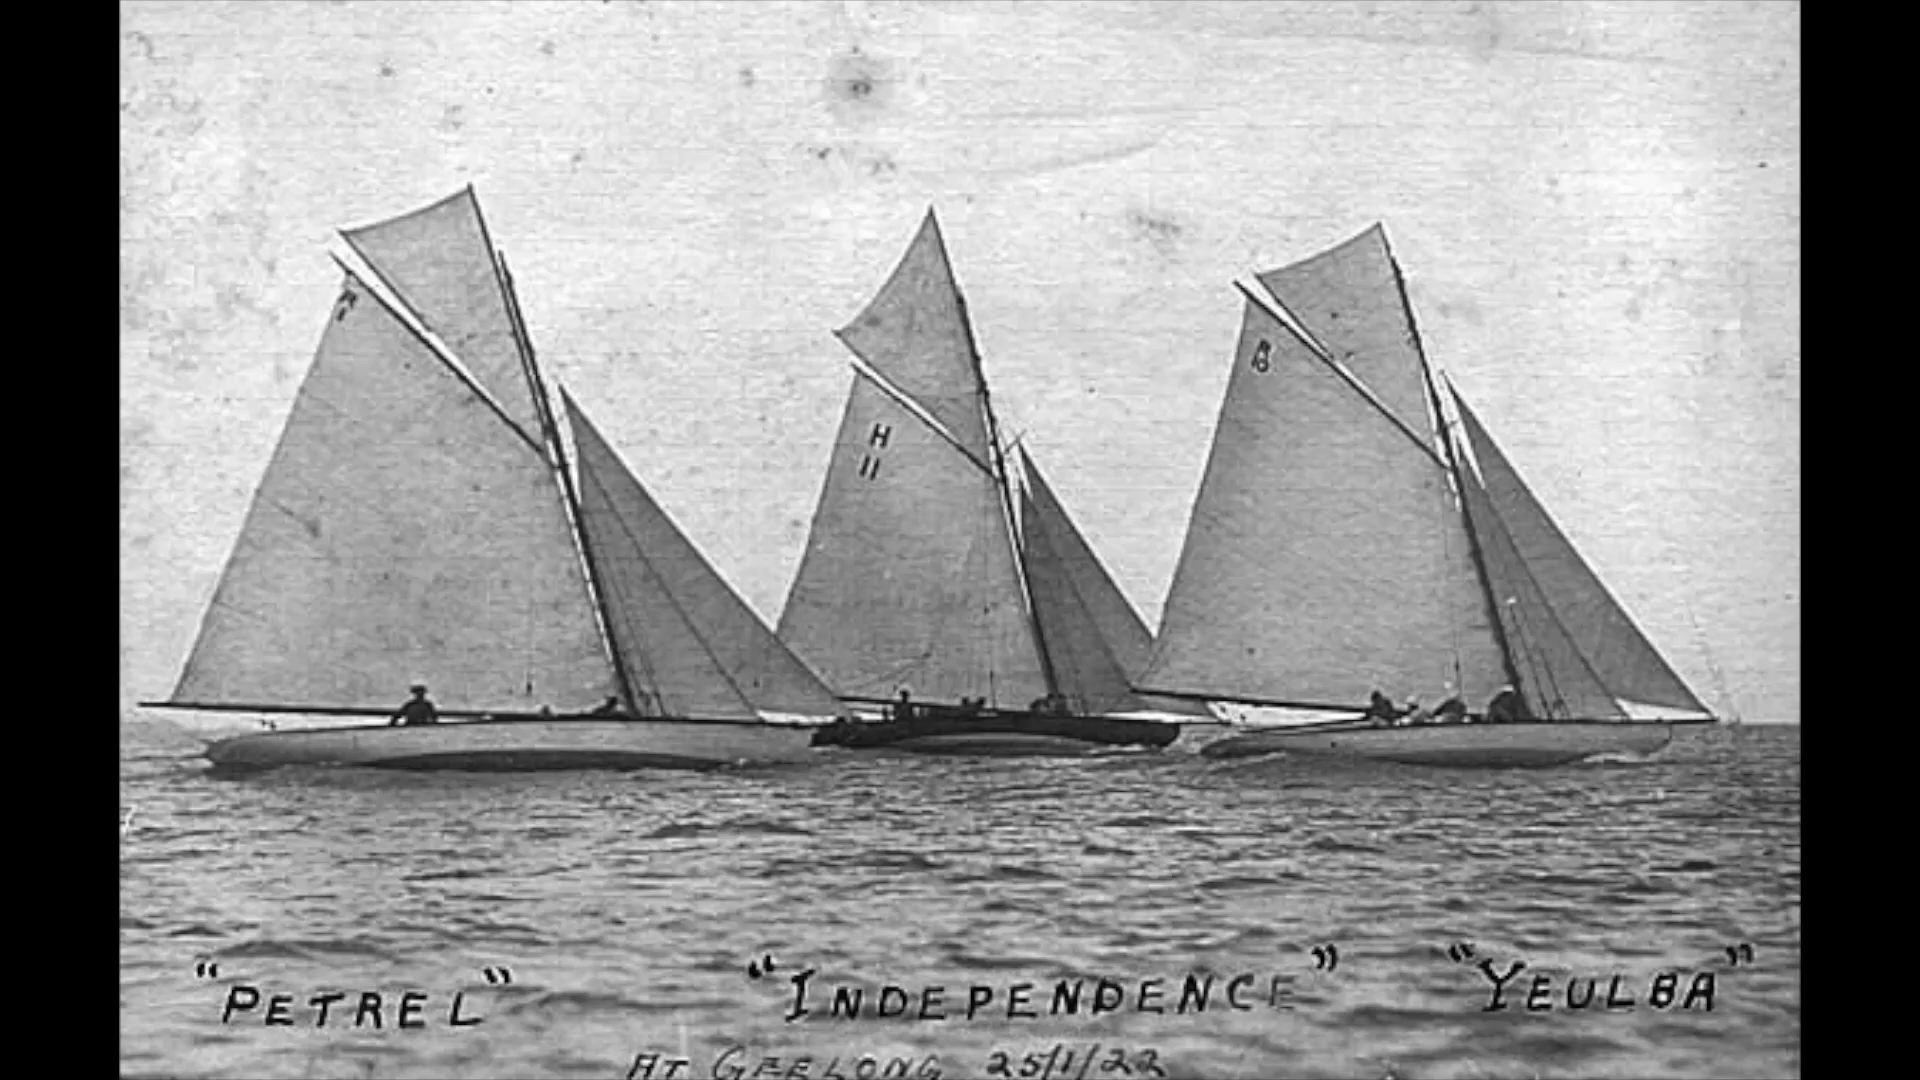 H
11
"PETREL" "INDEPENDENCE" "YEULBA"
AT GEELONG 25/1/22